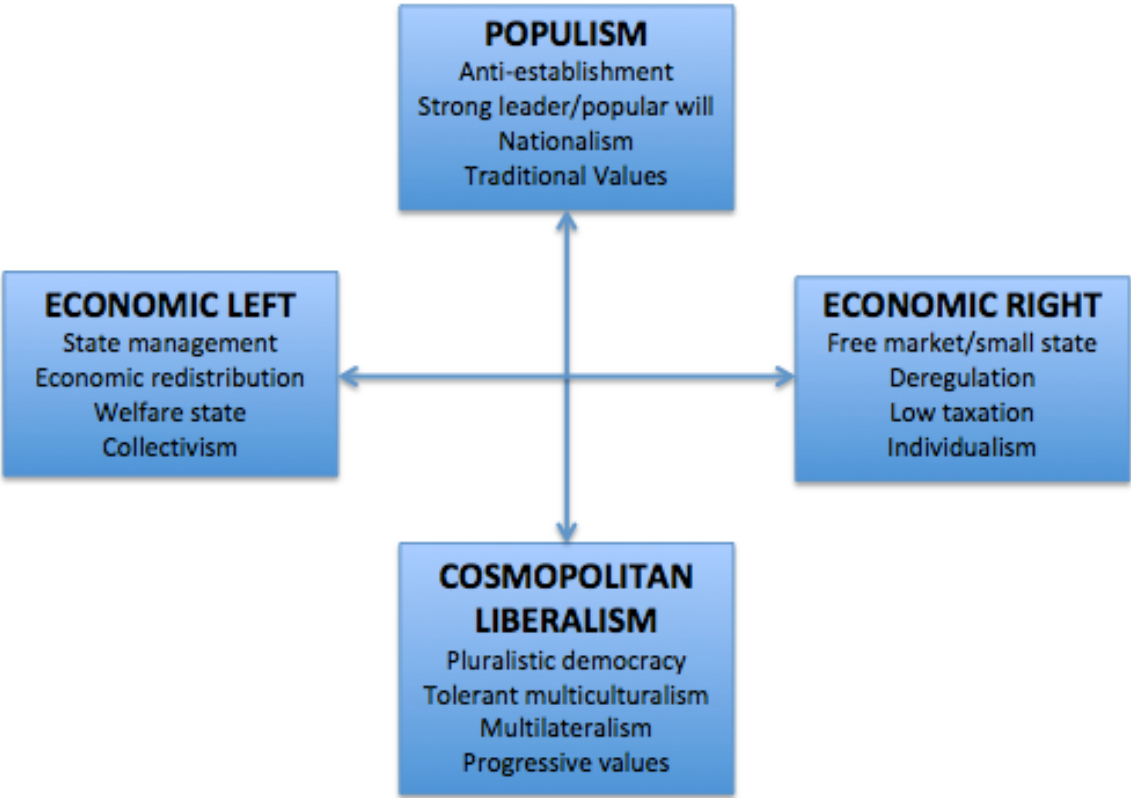 POPULISM
Anti-establishment
Strong leader/popular will
Nationalism
Traditional Values
ECONOMIC LEFT
State management
Economic redistribution
Welfare state
Collectivism
ECONOMIC RIGHT
Free market/small state
Deregulation
Low taxation
Individualism
COSMOPOLITAN
LIBERALISM
Pluralistic democracy
Tolerant multiculturalism
Multilateralism
Progressive values